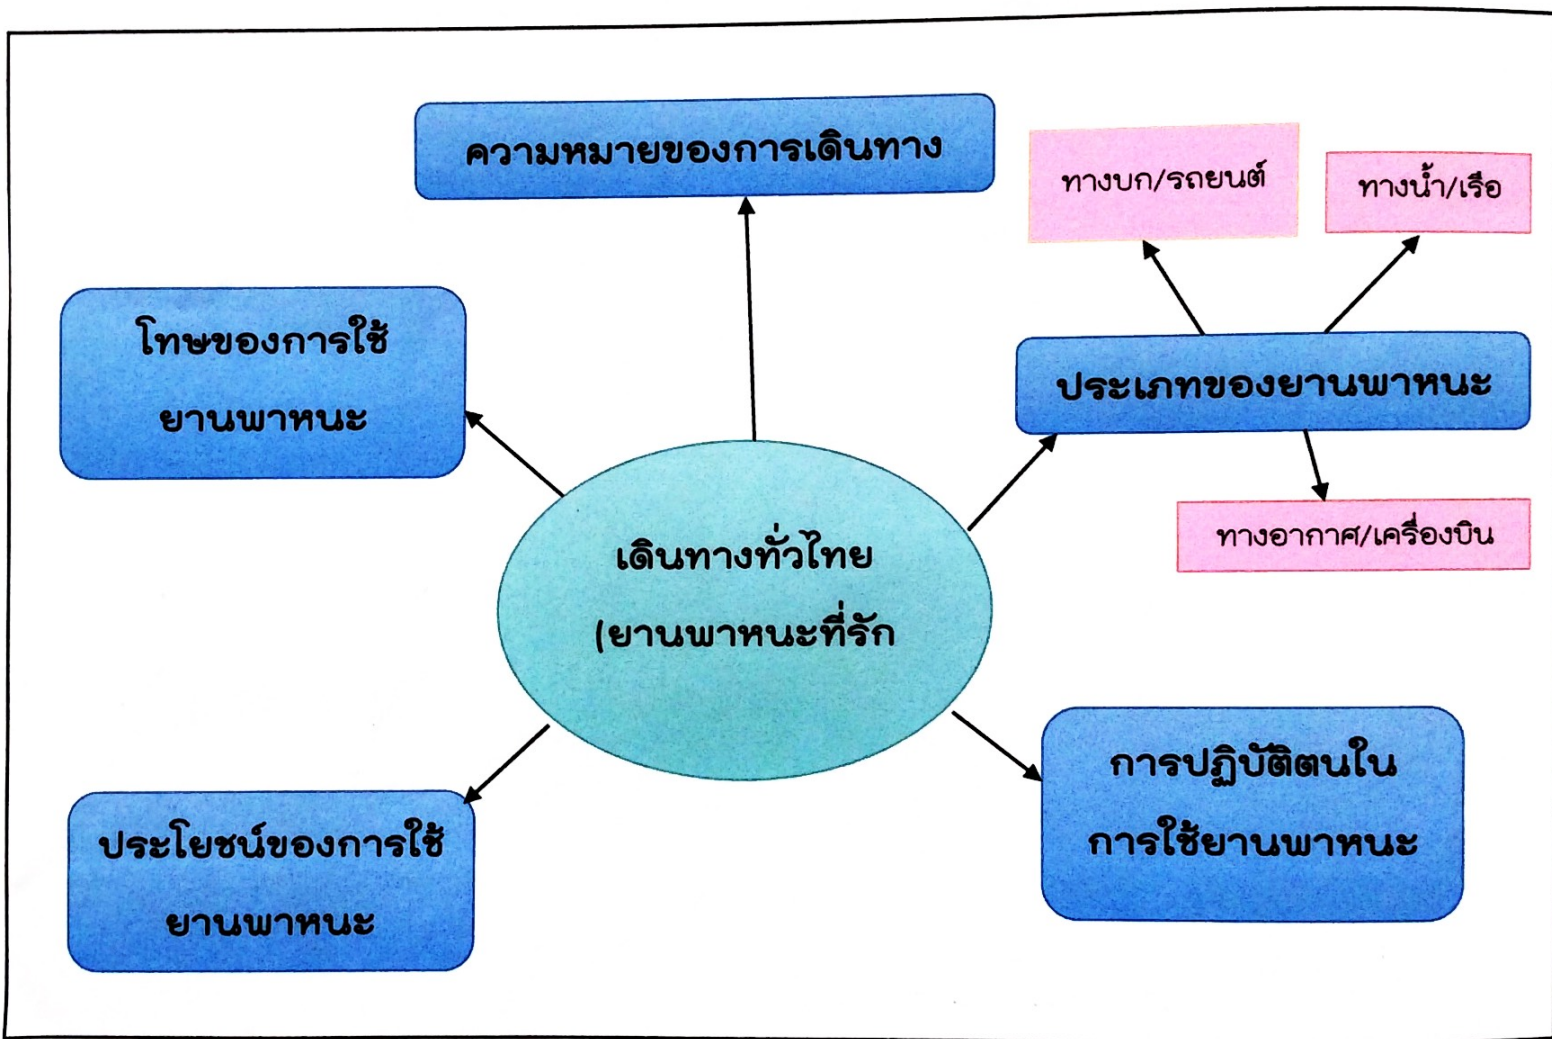 ความหมายของการเดินทาง
ทางบก/รถยนต์
ทางน้ำ/เรือ
โทษของการใช้
ยานพาหนะ
ประเภทของยานพาหนะ
ทางอากาศ/เครื่องบิน
เดินทางทั่วไทย
(ยานพาหนะที่รัก
การปฏิบัติตนใน
การใช้ยานพาหนะ
ประโยชน์ของการใช้
ยานพาหนะ